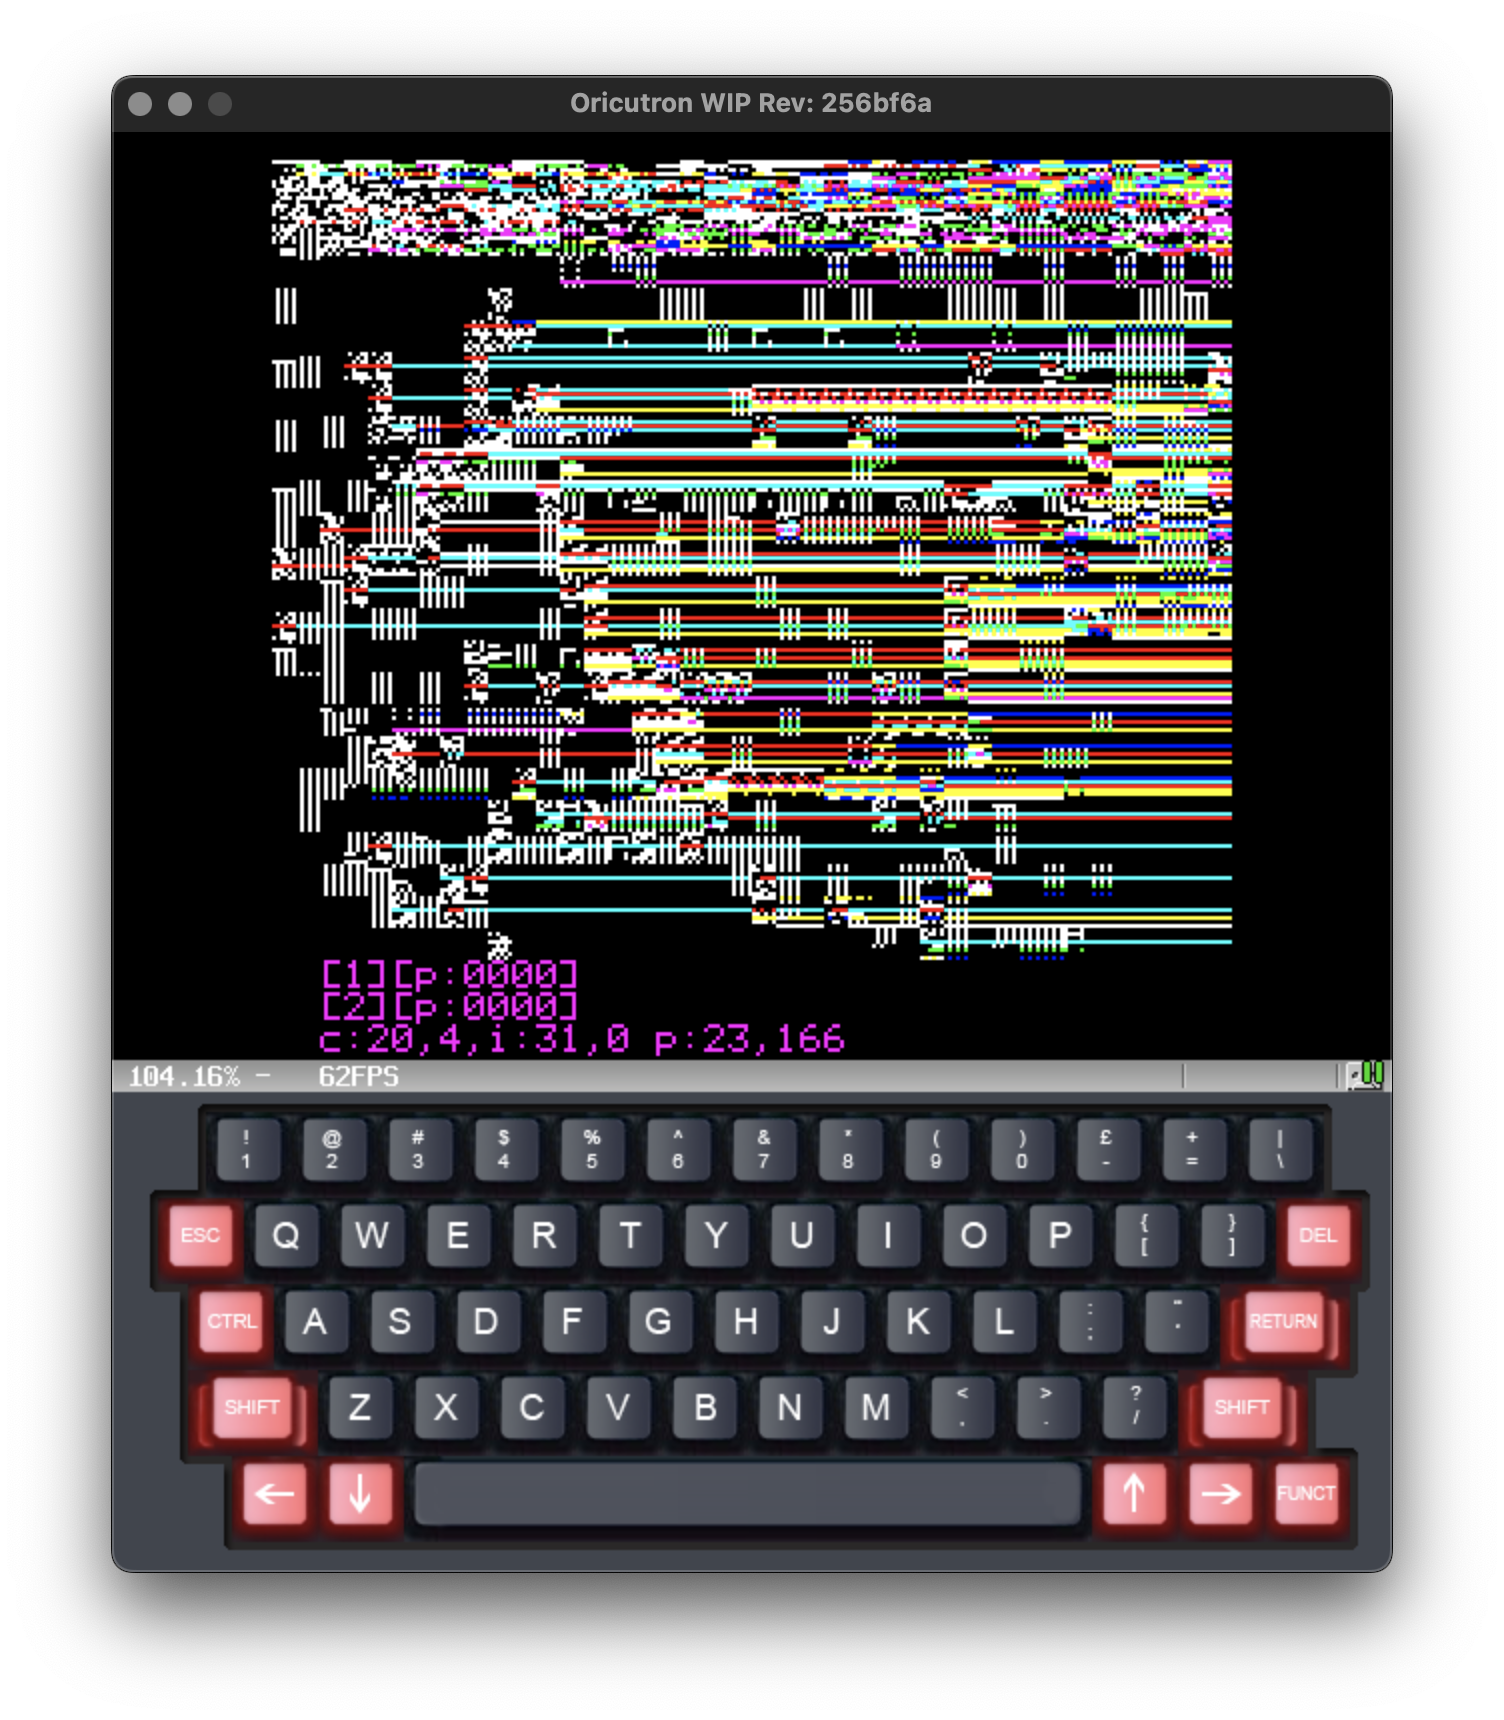 Oricutron WIP Rev: 256bf6a
[1][p:0000]
[2][p:0000]
c:20,4,i:31,0 p:23,166
104.16% - 62FPS
! @ # $ % ^ & * ( ) £ + |
1 2 3 4 5 6 7 8 9 0 - = \
ESC Q W E R T Y U I O P { [ } ] DEL
CTRL A S D F G H J K L : ; " ' RETURN
SHIFT Z X C V B N M < , > . ? / SHIFT
← ↓ ↑ → FUNCT